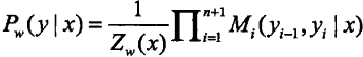 P_w(y|x) = \frac{1}{Z_w(x)} \prod_{i=1}^{n+1} M_i(y_{i-1}, y_i | x)